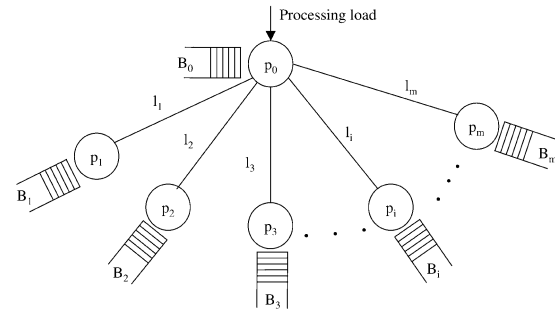 Processing load
B0
p0
l1
l2
l3
li
lm
p1
p2
p3
pi
pm
B1
B2
B3
Bi
Bm